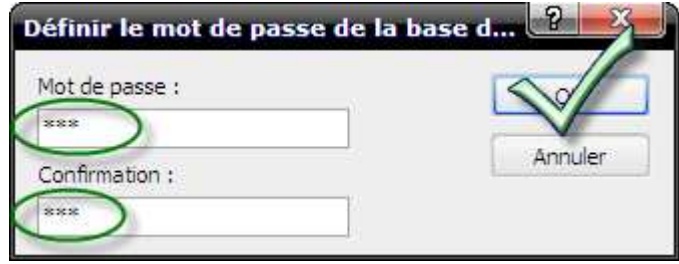 Définir le mot de passe de la base d...
?
Mot de passe :
***
Annuler
Confirmation :
***